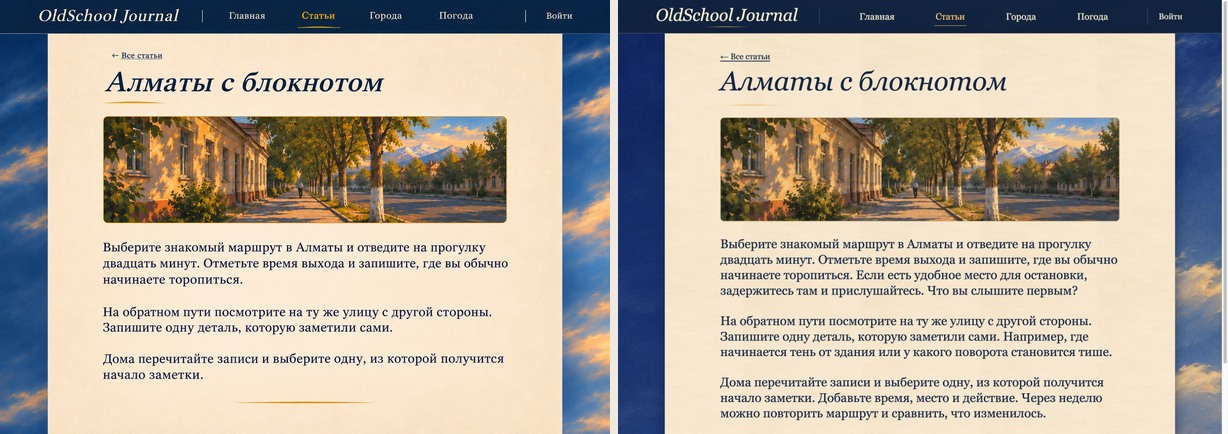 OldSchool Journal
Главная
Статьи
Города
Погода
Войти
← Все статьи
Алматы с блокнотом
Выберите знакомый маршрут в Алматы и отведите на прогулку
двадцать минут. Отметьте время выхода и запишите, где вы обычно
начинаете торопиться.
На обратном пути посмотрите на ту же улицу с другой стороны.
Запишите одну деталь, которую заметили сами.
Дома перечитайте записи и выберите одну, из которой получится
начало заметки.
OldSchool Journal
Главная
Статьи
Города
Погода
Войти
← Все статьи
Алматы с блокнотом
Выберите знакомый маршрут в Алматы и отведите на прогулку
двадцать минут. Отметьте время выхода и запишите, где вы обычно
начинаете торопиться. Если есть удобное место для остановки,
задержитесь там и прислушайтесь. Что вы слышите первым?
На обратном пути посмотрите на ту же улицу с другой стороны.
Запишите одну деталь, которую заметили сами. Например, где
начинается тень от здания или у какого поворота становится тише.
Дома перечитайте записи и выберите одну, из которой получится
начало заметки. Добавьте время, место и действие. Через неделю
можно повторить маршрут и сравнить, что изменилось.